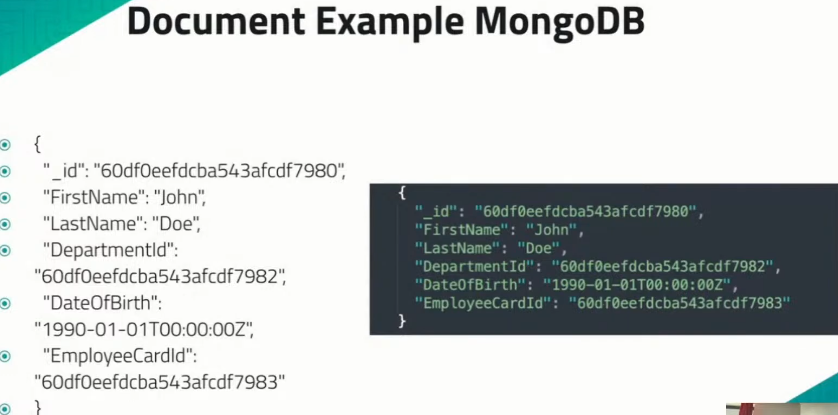 Document Example MongoDB
{
"_id": "60df0eefdcba543afcdf7980",
"FirstName": "John",
"LastName": "Doe",
"DepartmentId":
"60df0eefdcba543afcdf7982",
"DateOfBirth":
"1990-01-01T00:00:00Z",
"EmployeeCardId":
"60df0eefdcba543afcdf7983"
}
{
"_id": "60df0eefdcba543afcdf7980",
"FirstName": "John",
"LastName": "Doe",
"DepartmentId": "60df0eefdcba543afcdf7982",
"DateOfBirth": "1990-01-01T00:00:00Z",
"EmployeeCardId": "60df0eefdcba543afcdf7983"
}